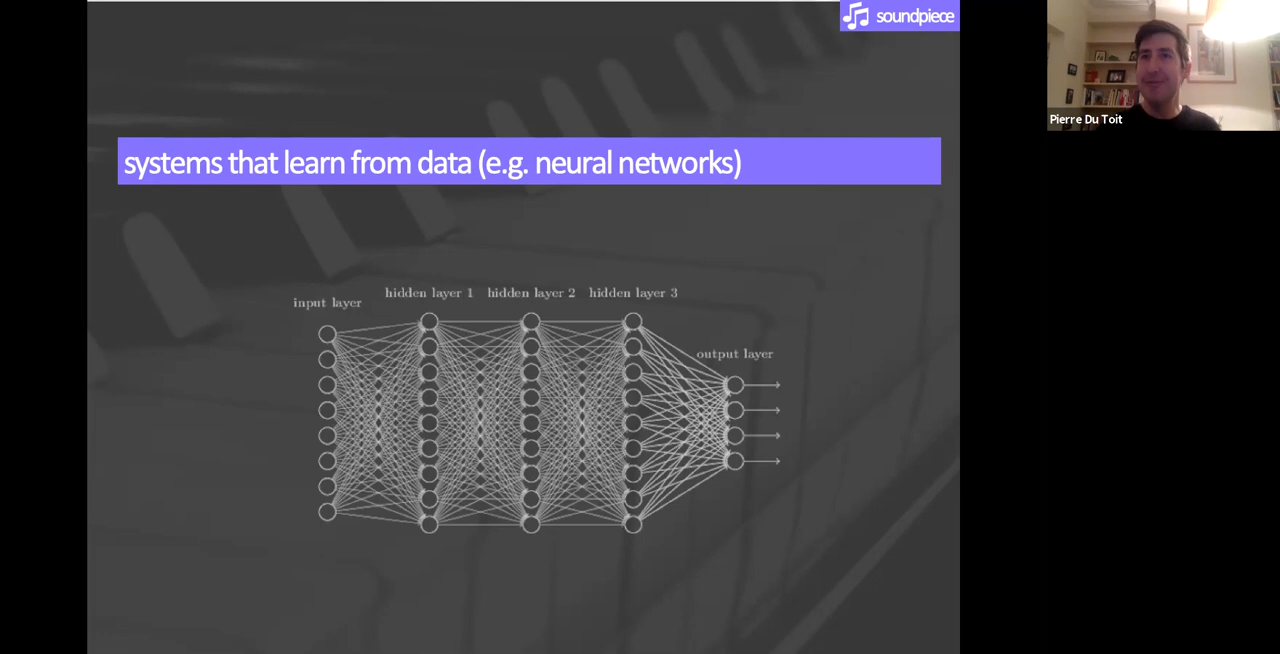 soundpiece
Pierre Du Toit
systems that learn from data (e.g. neural networks)
input layer
hidden layer 1
hidden layer 2
hidden layer 3
output layer